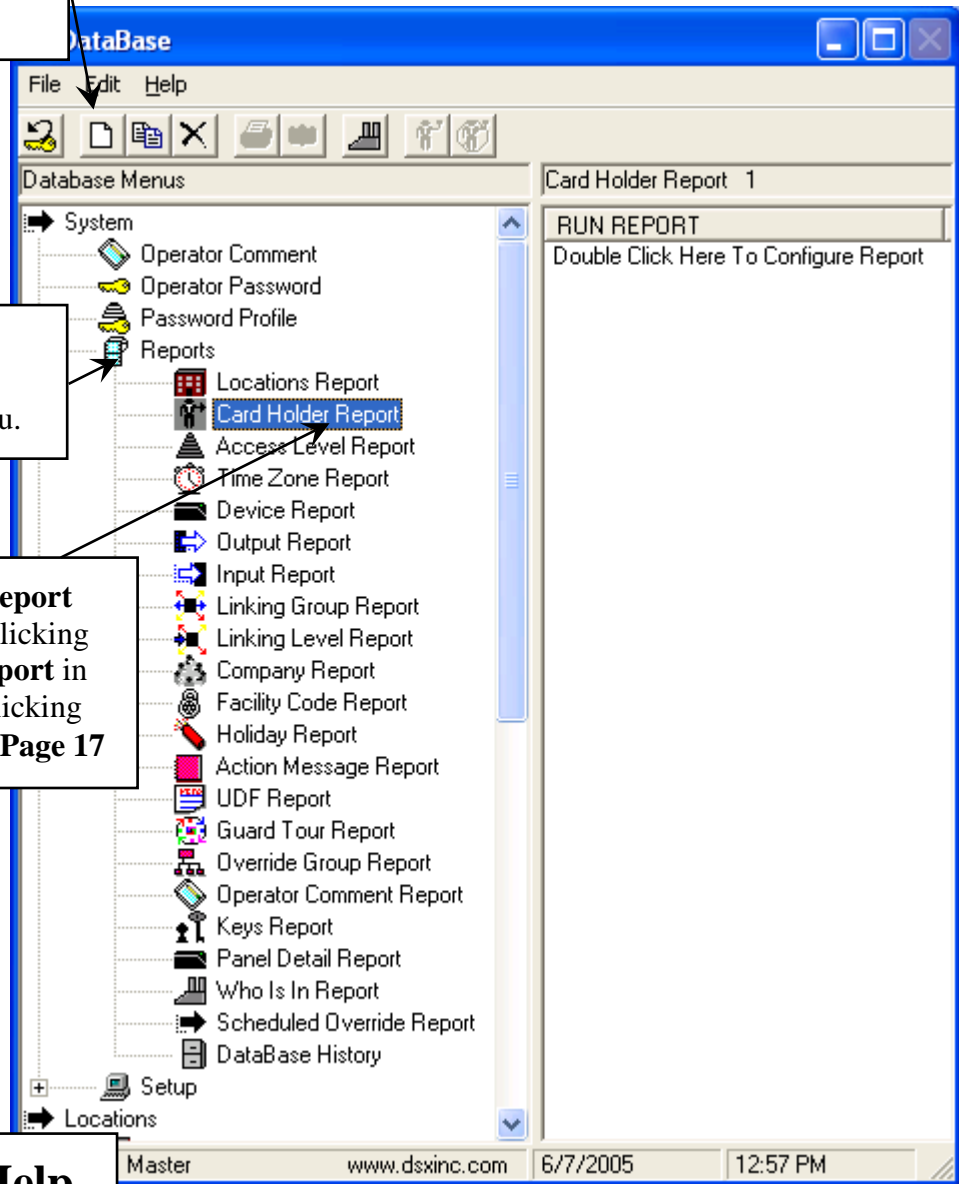 DataBase
File Edit Help
Database Menus
Card Holder Report 1
System
Operator Comment
Operator Password
Password Profile
Reports
Locations Report
Card Holder Report
Access Level Report
Time Zone Report
Device Report
Output Report
Input Report
Linking Group Report
Linking Level Report
Company Report
Facility Code Report
Holiday Report
Action Message Report
UDF Report
Guard Tour Report
Override Group Report
Operator Comment Report
Keys Report
Panel Detail Report
Who Is In Report
Scheduled Override Report
DataBase History
Setup
Locations
RUN REPORT
Double Click Here To Configure Report
u.
eport
licking
port in
licking
Page 17
Help
Master www.dsxinc.com 6/7/2005 12:57 PM